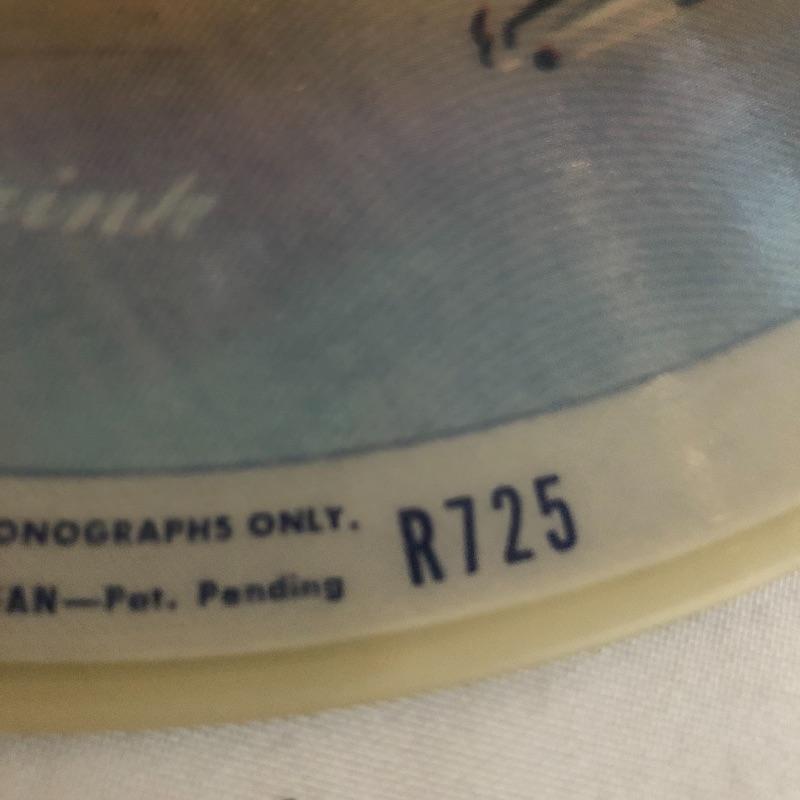 ONOGRAPHS ONLY.
AN—Pat. Pending
R725